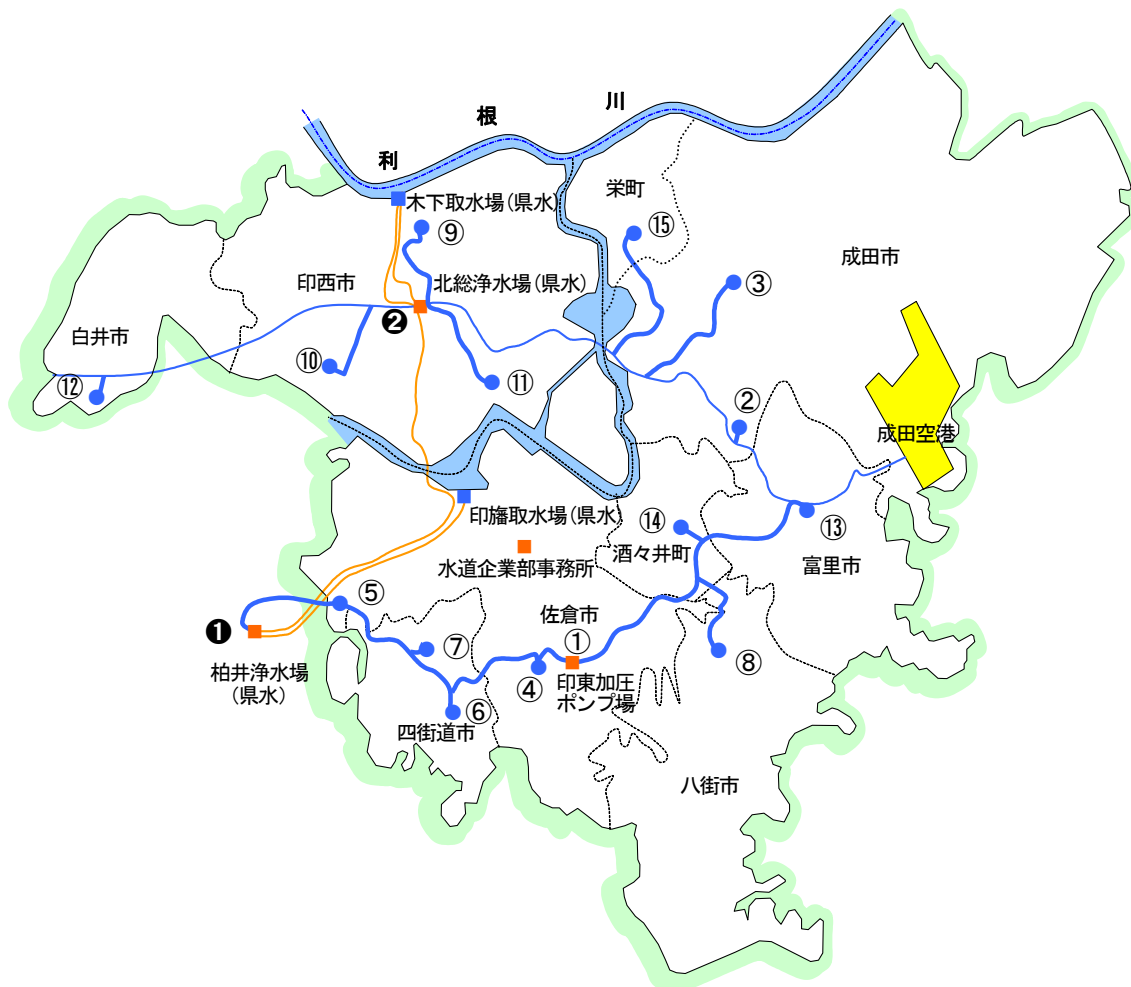 川
根
利
栄町
木下取水場(県水)
⑨
⑮
成田市
印西市
北総浄水場(県水)
③
❷
白井市
⑩
⑪
⑫
②
成田空港
印旛取水場(県水)
⑭
⑬
酒々井町
水道企業部事務所
富里市
⑤
佐倉市
❶
①
⑦
⑧
柏井浄水場
(県水)
④
印東加圧
ポンプ場
⑥
四街道市
八街市